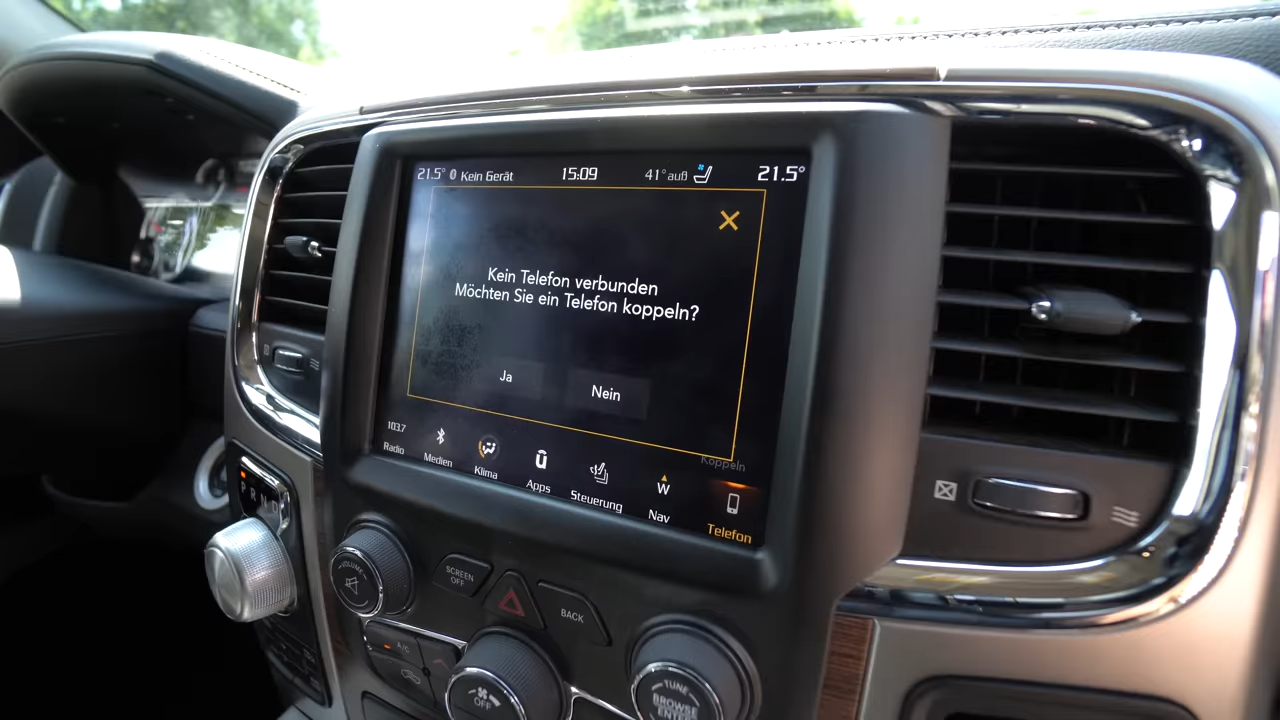 21.5° Kein Gerät 15:09 41° auß 21.5°
Kein Telefon verbunden
Möchten Sie ein Telefon koppeln?
Ja Nein
Koppeln
103.7
Radio Medien Klima Apps Steuerung W Nav Telefon
P R N D
VOLUME
SCREEN
OFF
BACK
A/C
OFF
TUNE
BROWSE
ENTER